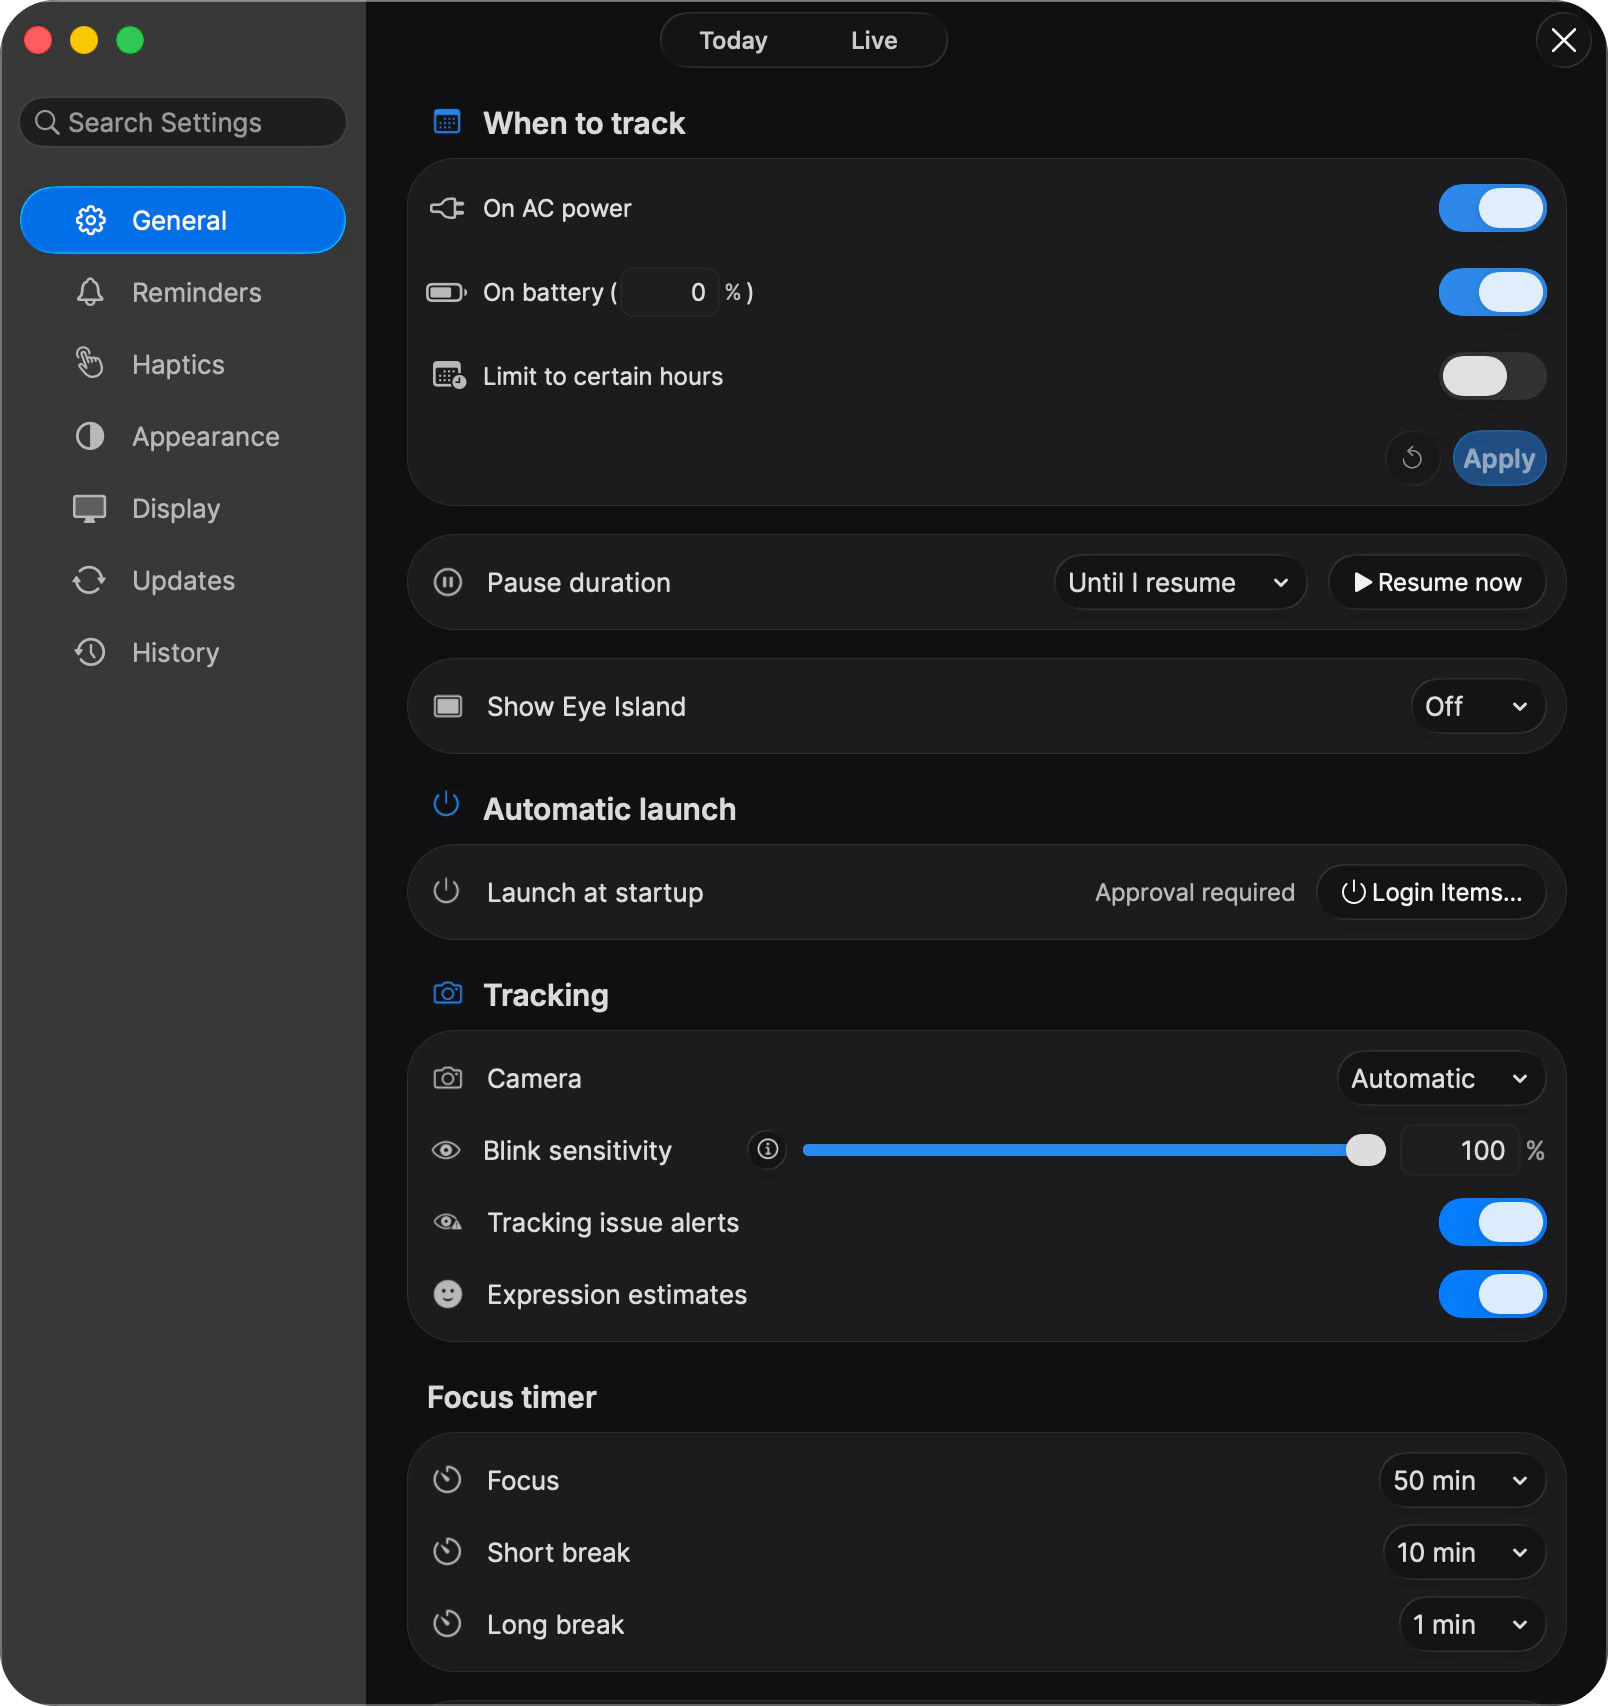 Today Live
Search Settings
General
Reminders
Haptics
Appearance
Display
Updates
History
When to track
On AC power
On battery ( 0 % )
Limit to certain hours
Apply
Pause duration Until I resume Resume now
Show Eye Island Off
Automatic launch
Launch at startup Approval required Login Items...
Tracking
Camera Automatic
Blink sensitivity 100 %
Tracking issue alerts
Expression estimates
Focus timer
Focus 50 min
Short break 10 min
Long break 1 min